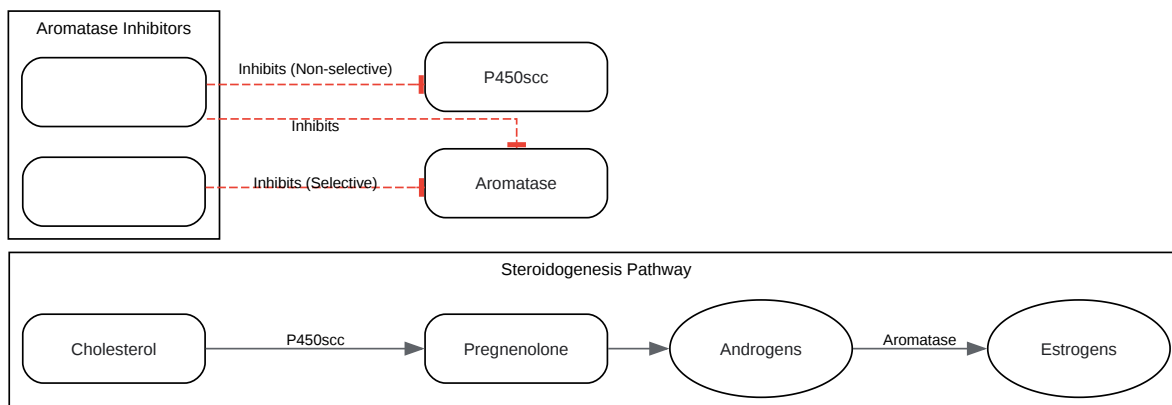 Aromatase Inhibitors
Inhibits (Non-selective)
P450scc
Inhibits
Inhibits (Selective)
Aromatase
Steroidogenesis Pathway
Cholesterol
P450scc
Pregnenolone
Androgens
Aromatase
Estrogens